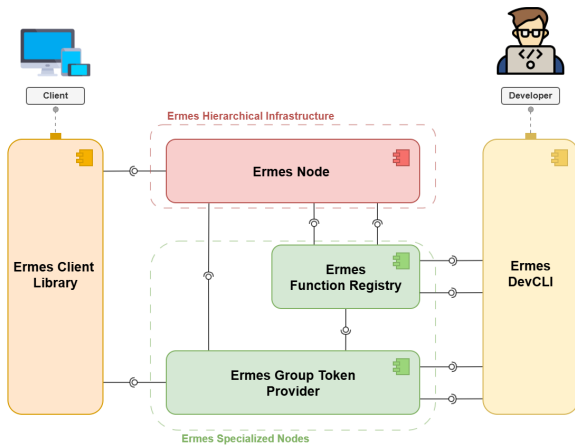 Client
Developer
Ermes Hierarchical Infrastructure
Ermes Node
Ermes Client
Library
Ermes
Function Registry
Ermes
DevCLI
Ermes Group Token
Provider
Ermes Specialized Nodes